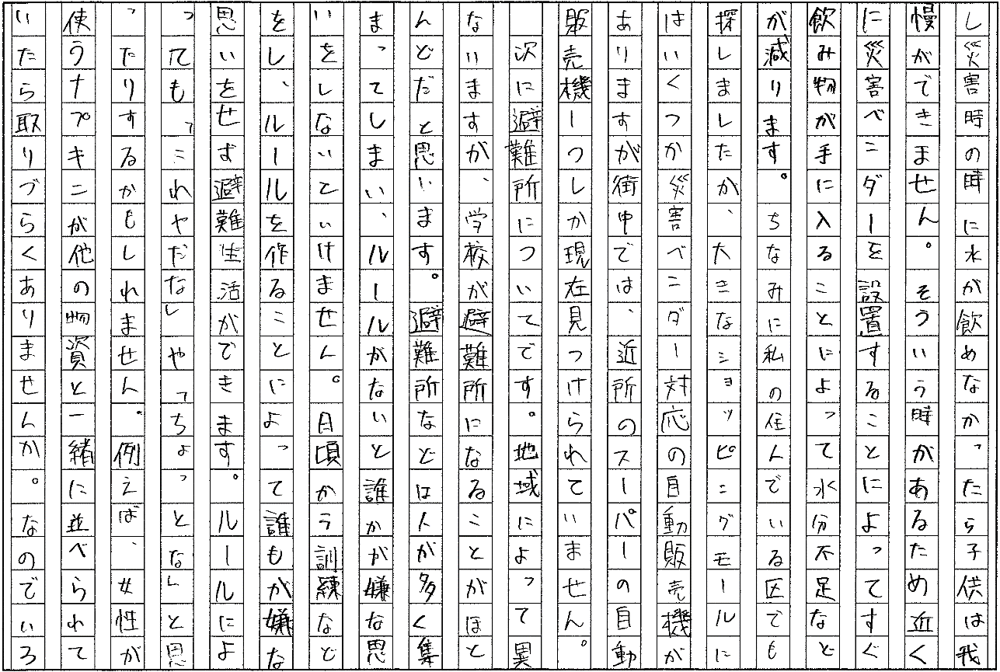 し災害時の時に水が飲めなかったら子供は我
慢ができません。そういう時があるため近く
に災害ベンダーを設置することによってすぐ
飲み物が手に入ることによって水分不足など
が減ります。ちなみに私の住んでいる区でも
探しましたが、大きなショッピングモールに
はいくつか災害ベンダー対応の自動販売機が
ありますが街中では、近所のスーパーの自動
販売機一つしか現在見つけられていません。
次に避難所についてです。地域によって異
なりますが、学校が避難所になることがほと
んどだと思います。避難所などは人が多く集
まってしまい、ルールがないと誰かが嫌な思
いをしないといけません。日頃から訓練など
をし、ルールを作ることによって誰もが嫌な
思いをせず避難生活ができます。ルールによ
っても「これやだな」や「ちょっとな」と思
ったりするかもしれません。例えば、女性が
使うナプキンが他の物資と一緒に並べられて
いたら取りづらくありませんか。なのでいろ